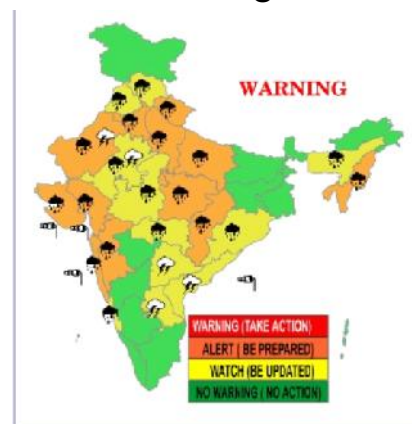 WARNING
WARNING (TAKE ACTION)
ALERT ( BE PREPARED)
WATCH (BE UPDATED)
NO WARNING ( NO ACTION)